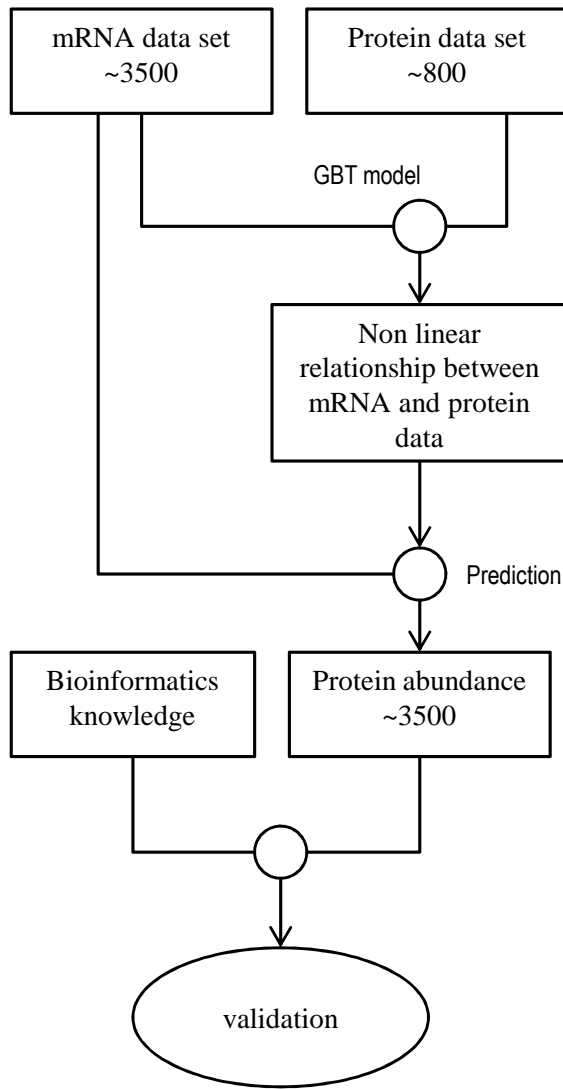 mRNA data set
~3500
Protein data set
~800
GBT model
Non linear
relationship between
mRNA and protein
data
Prediction
Bioinformatics
knowledge
Protein abundance
~3500
validation